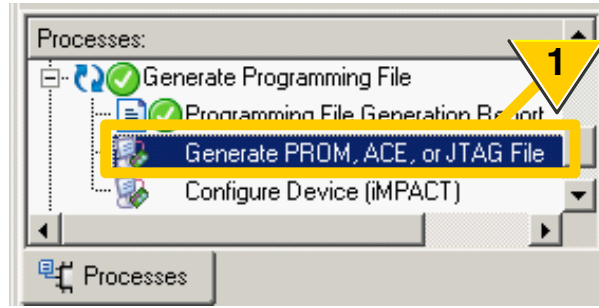 Processes:
1
Generate Programming File
Programming File Generation Report
Generate PROM, ACE, or JTAG File
Configure Device (iMPACT)
Processes